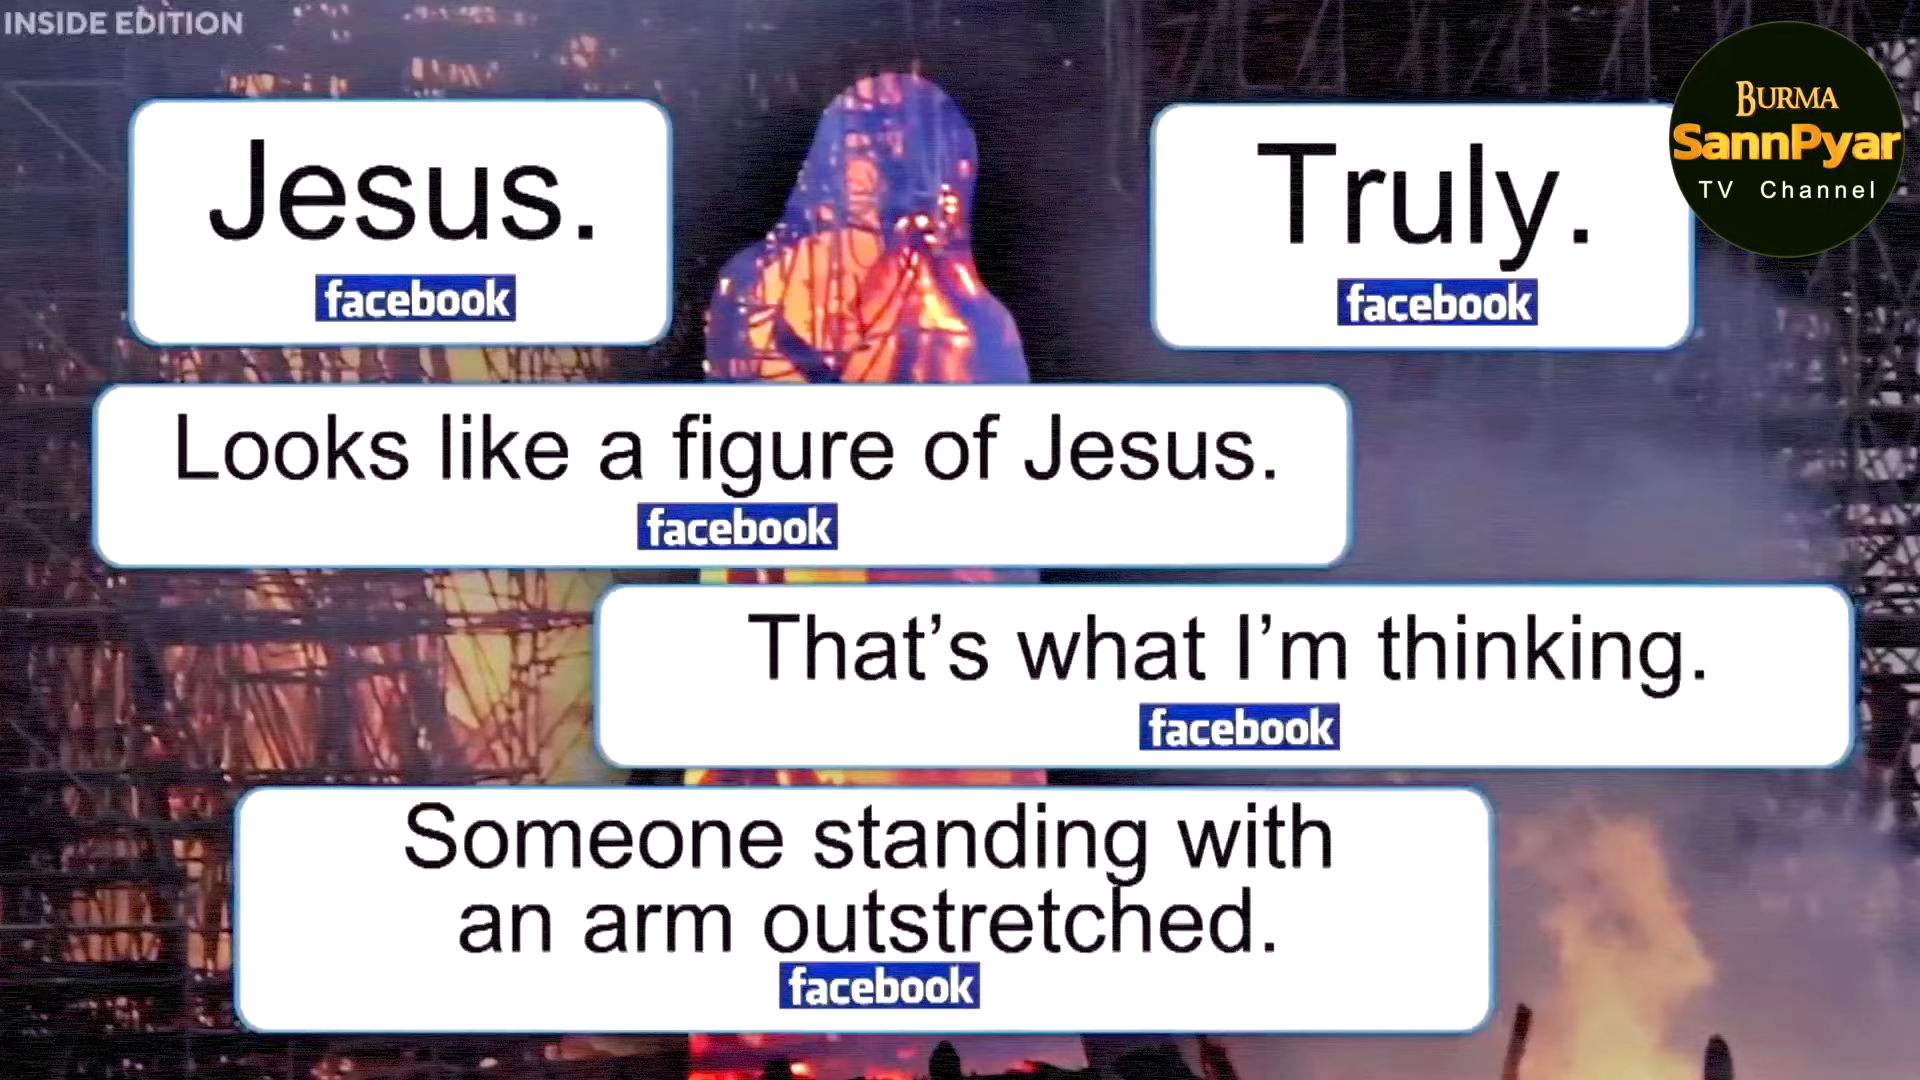 INSIDE EDITION
BURMA
SannPyar
TV Channel
Jesus.
facebook
Truly.
facebook
Looks like a figure of Jesus.
facebook
That's what I'm thinking.
facebook
Someone standing with
an arm outstretched.
facebook